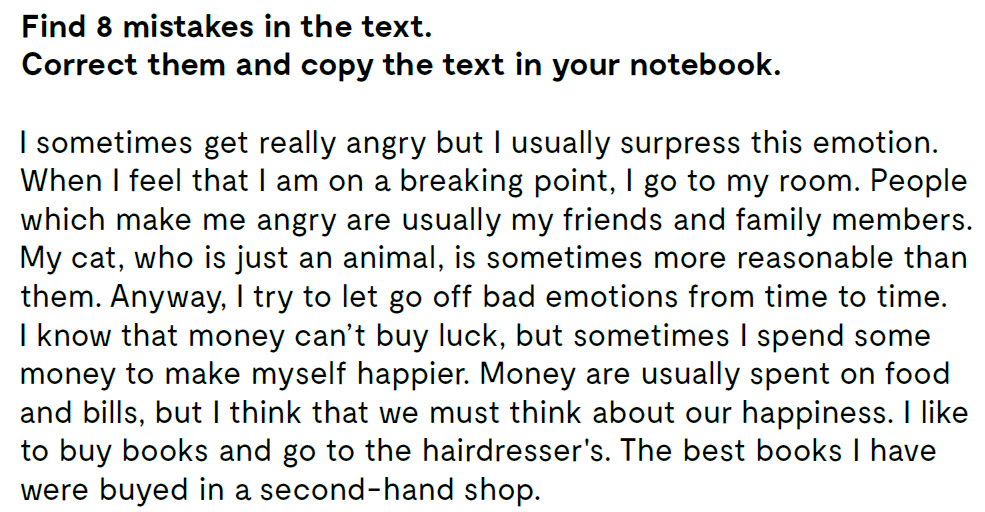 Find 8 mistakes in the text.
Correct them and copy the text in your notebook.
I sometimes get really angry but I usually surpress this emotion.
When I feel that I am on a breaking point, I go to my room. People
which make me angry are usually my friends and family members.
My cat, who is just an animal, is sometimes more reasonable than
them. Anyway, I try to let go off bad emotions from time to time.
I know that money can’t buy luck, but sometimes I spend some
money to make myself happier. Money are usually spent on food
and bills, but I think that we must think about our happiness. I like
to buy books and go to the hairdresser's. The best books I have
were buyed in a second-hand shop.